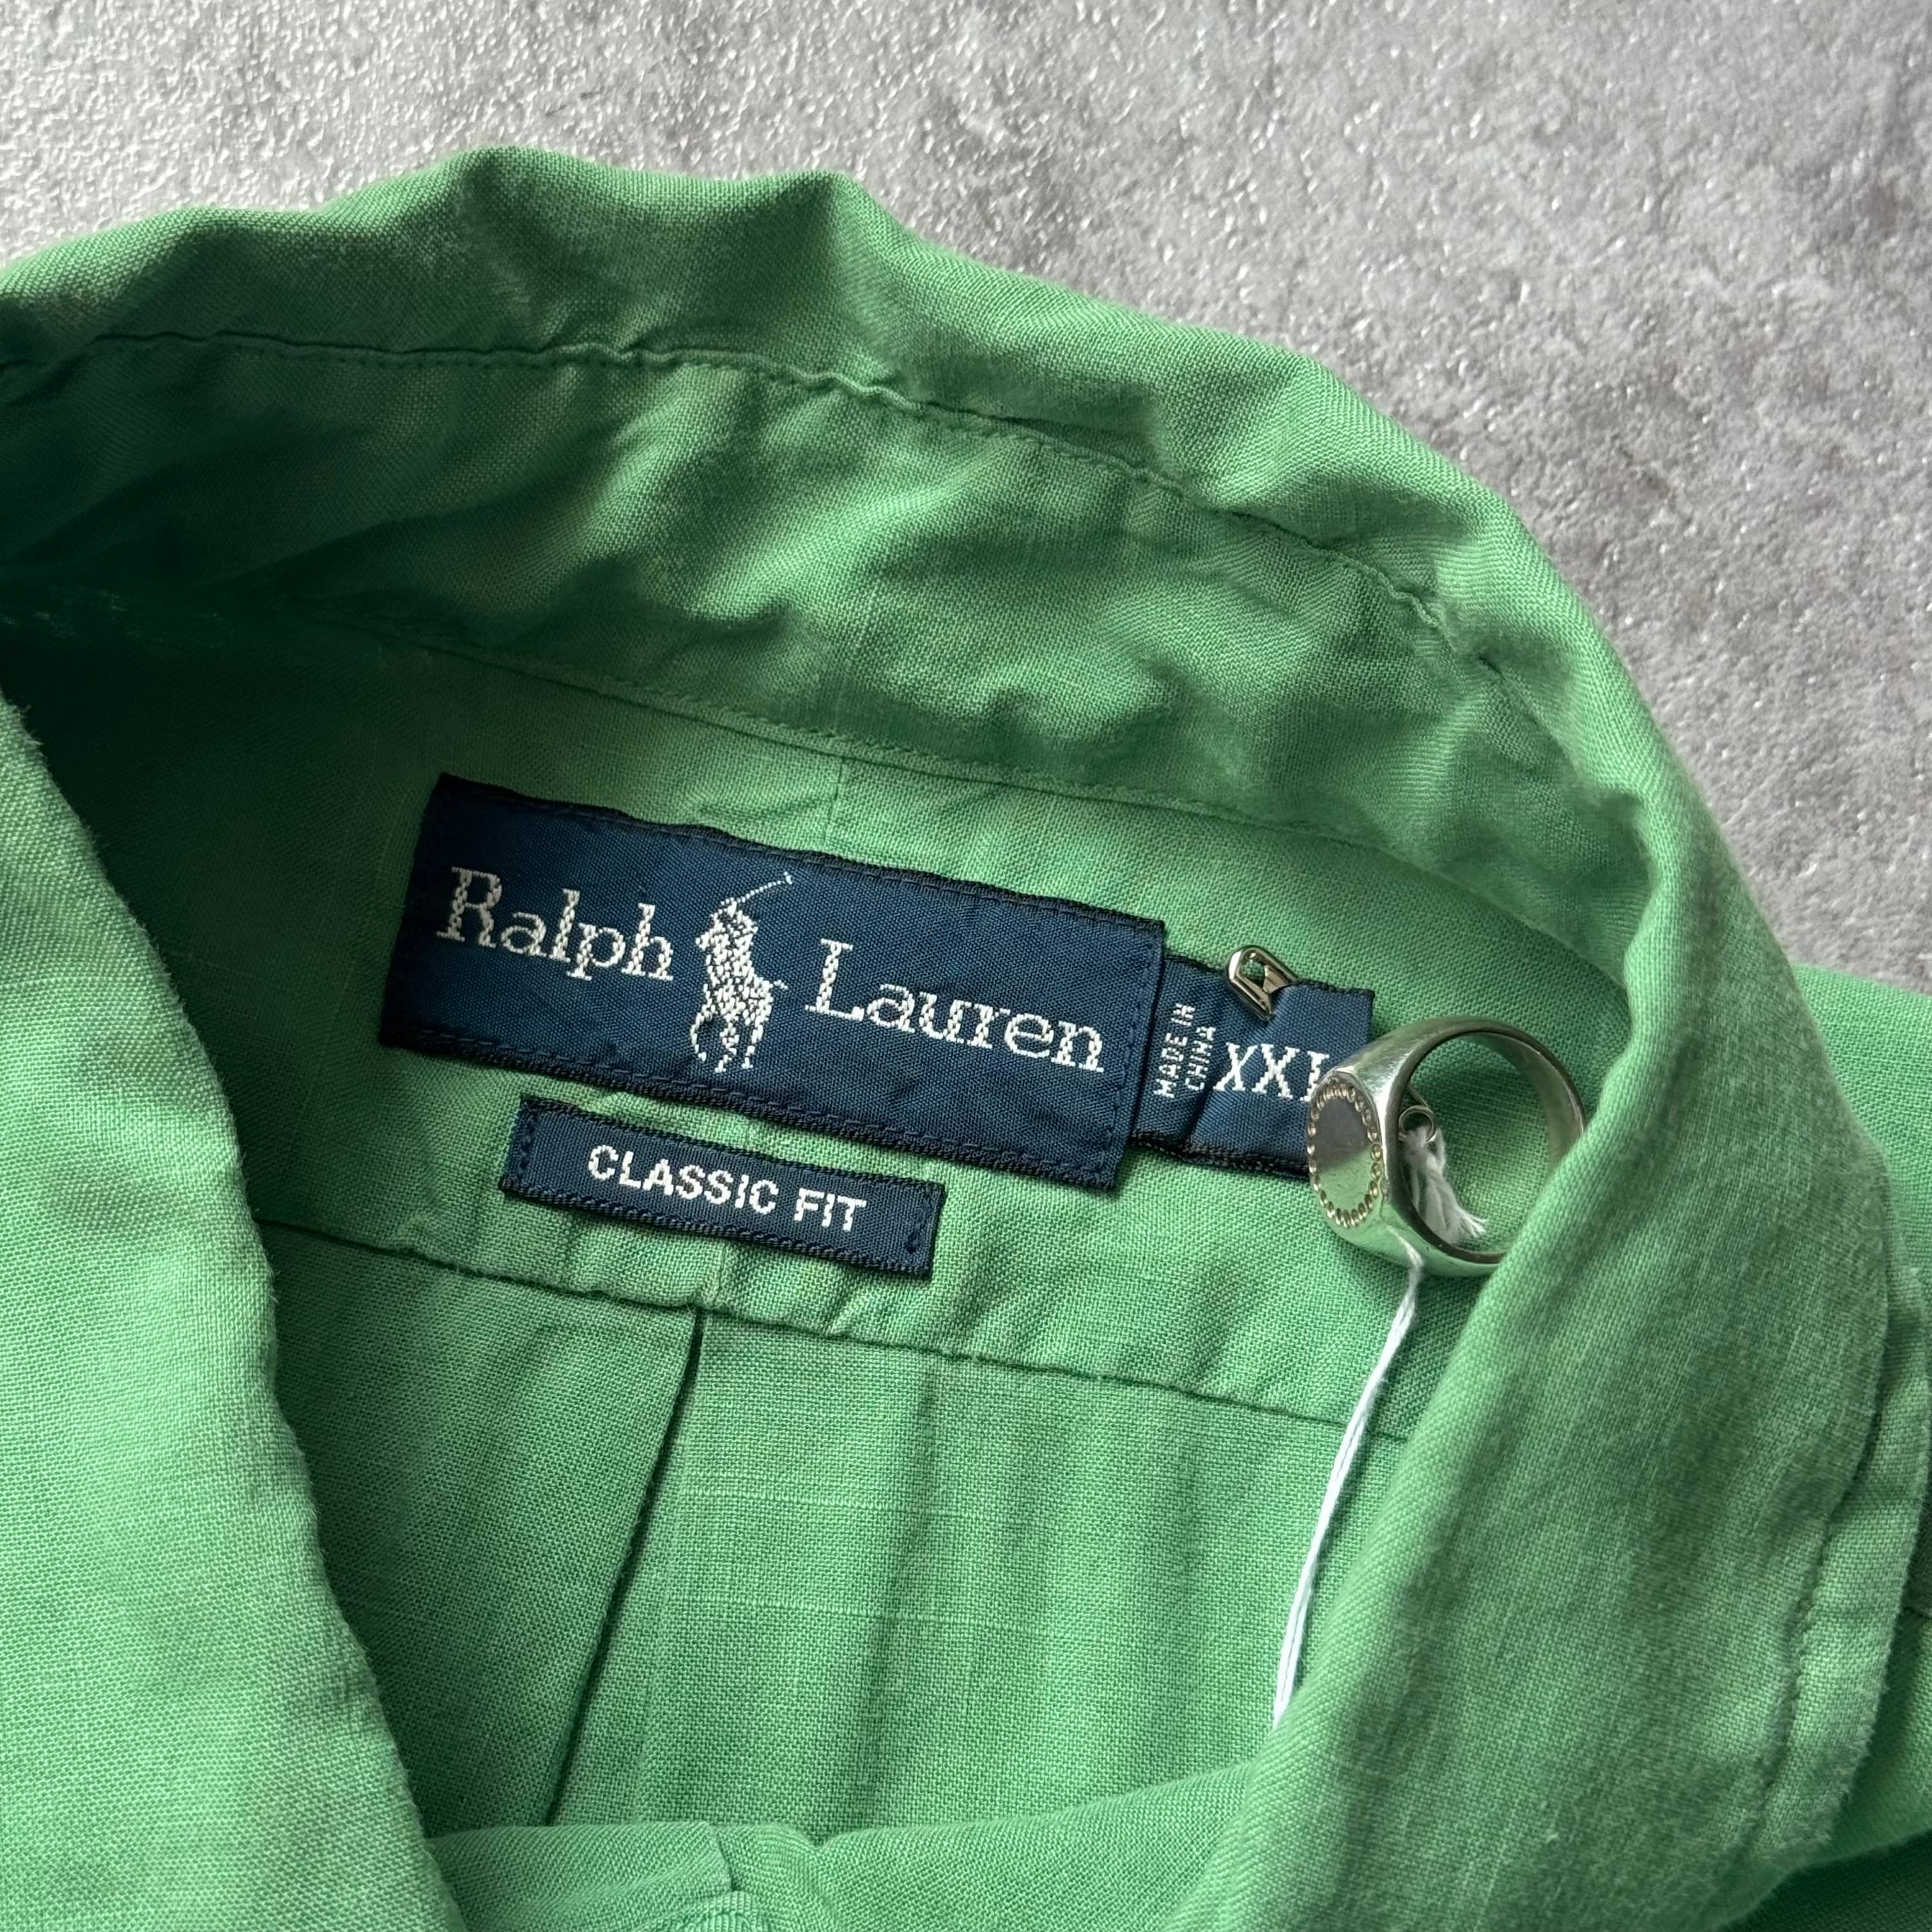 Ralph Lauren
MADE IN
CHINA
XXL
CLASSIC FIT